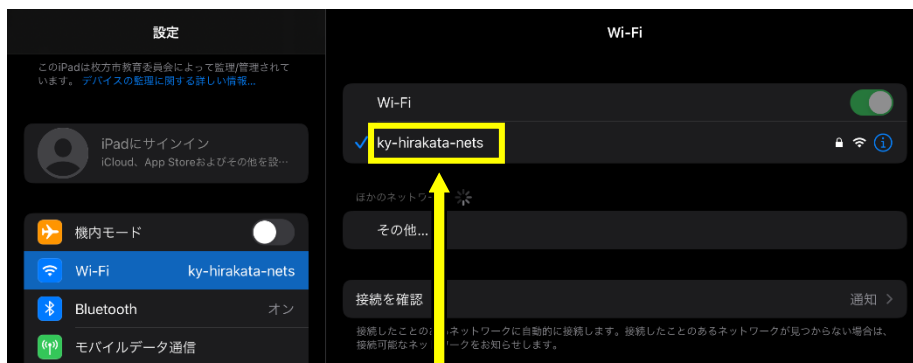 設定
このiPadは枚方市教育委員会によって監理/管理されて
います。デバイスの監理に関する詳しい情報...
iPadにサインイン
iCloud、App Storeおよびその他を設…
機内モード
Wi-Fi ky-hirakata-nets
Bluetooth オン
モバイルデータ通信
Wi-Fi
Wi-Fi
ky-hirakata-nets
ほかのネットワー
その他...
接続を確認 通知
接続したことの ネットワークに自動的に接続します。接続したことのあるネットワークが見つからない場合は、
接続可能なネッ ークをお知らせします。